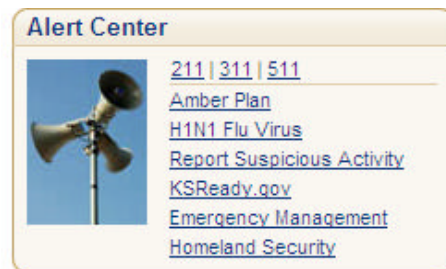 Alert Center
211 | 311 | 511
Amber Plan
H1N1 Flu Virus
Report Suspicious Activity
KSReady.gov
Emergency Management
Homeland Security